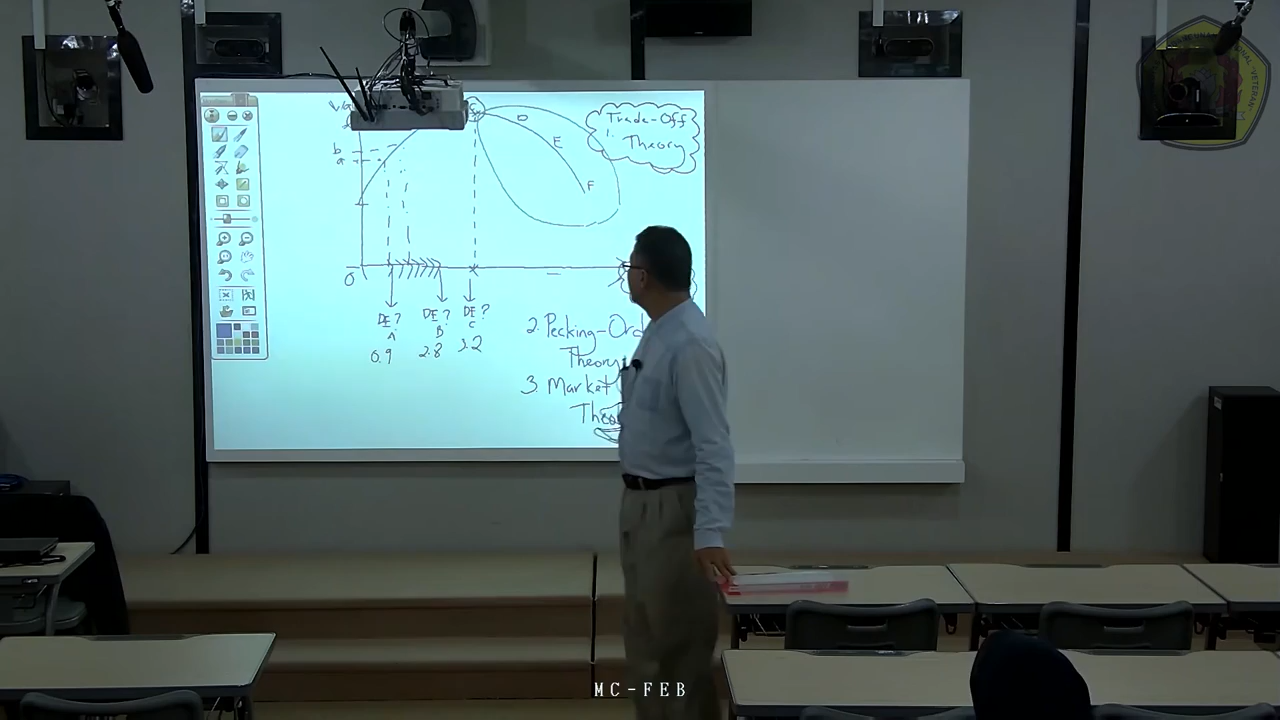 Va
b
a
D
E
F
Trade-Off
Theory
0
DE? DE? DE?
A B C
0.9 2.8 3.2
2. Pecking-Ord
Theory
3 Market
Theo
MC-FEB